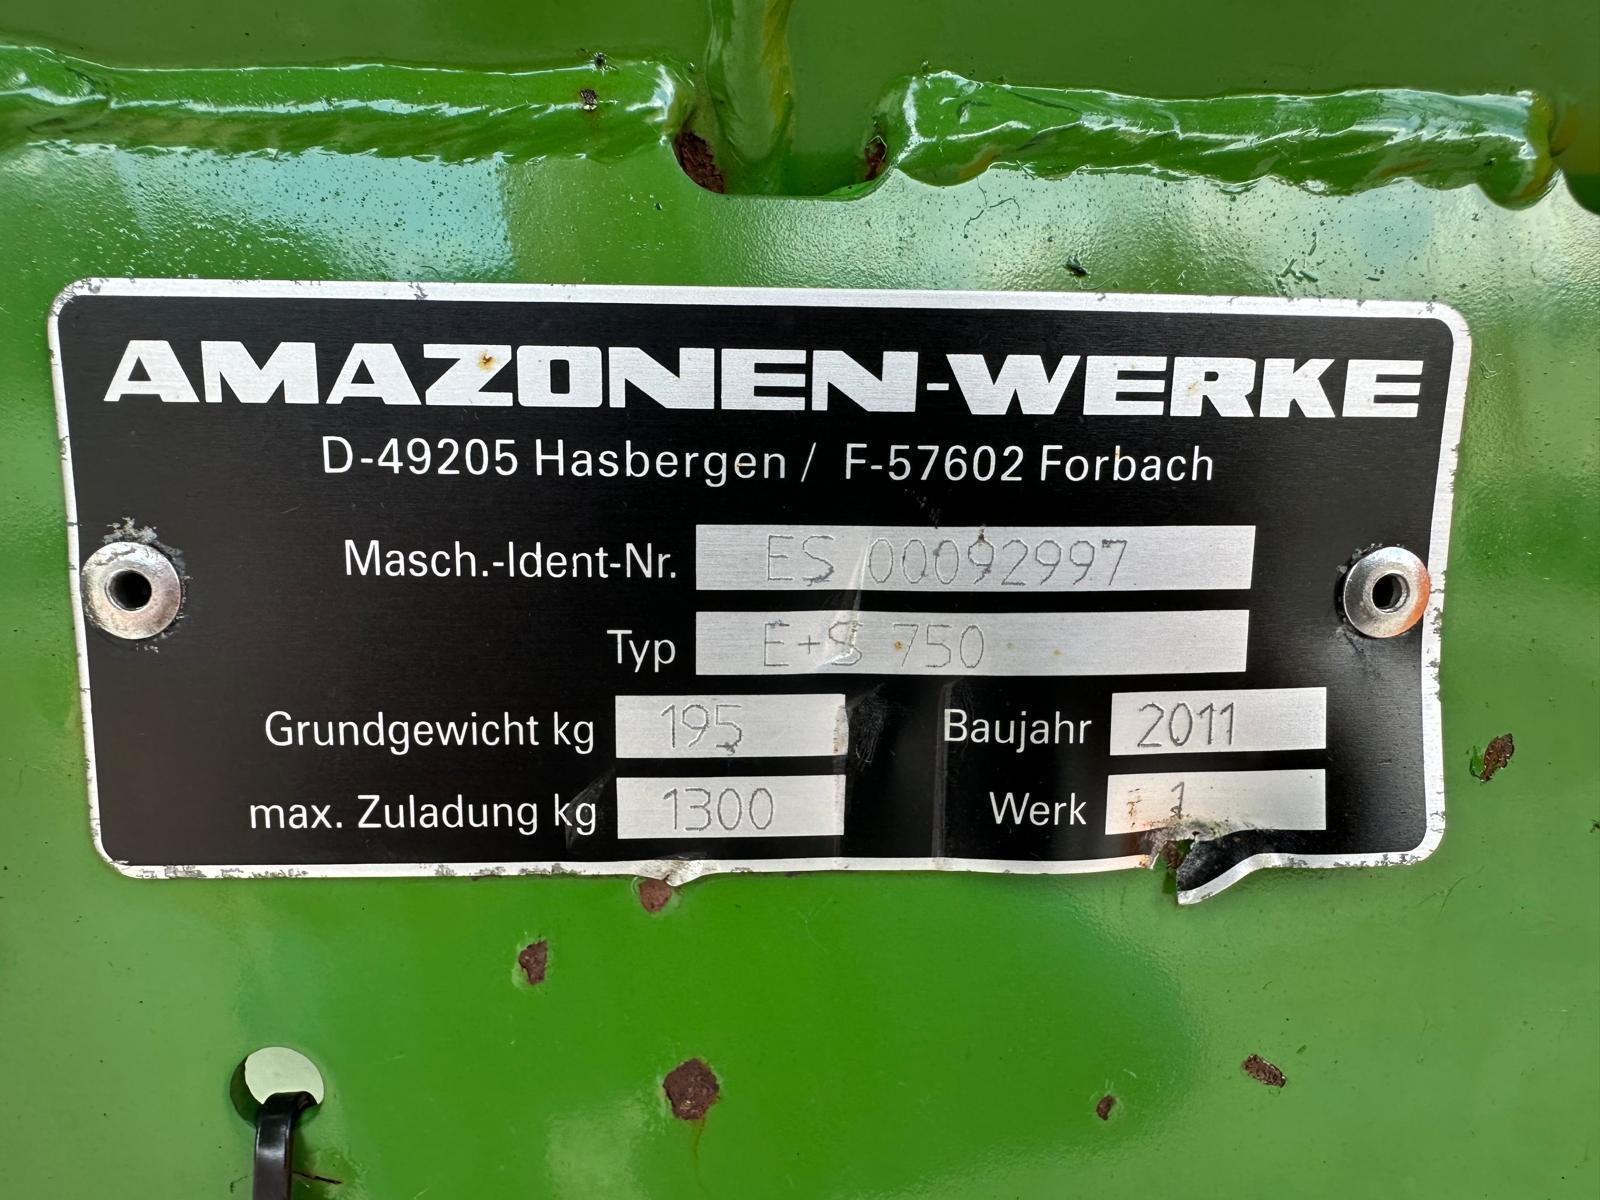 AMAZONEN-WERKE
D-49205 Hasbergen / F-57602 Forbach
Masch.-Ident-Nr. ES 00092997
Typ E+S 750
Grundgewicht kg 195 Baujahr 2011
max. Zuladung kg 1300 Werk 1